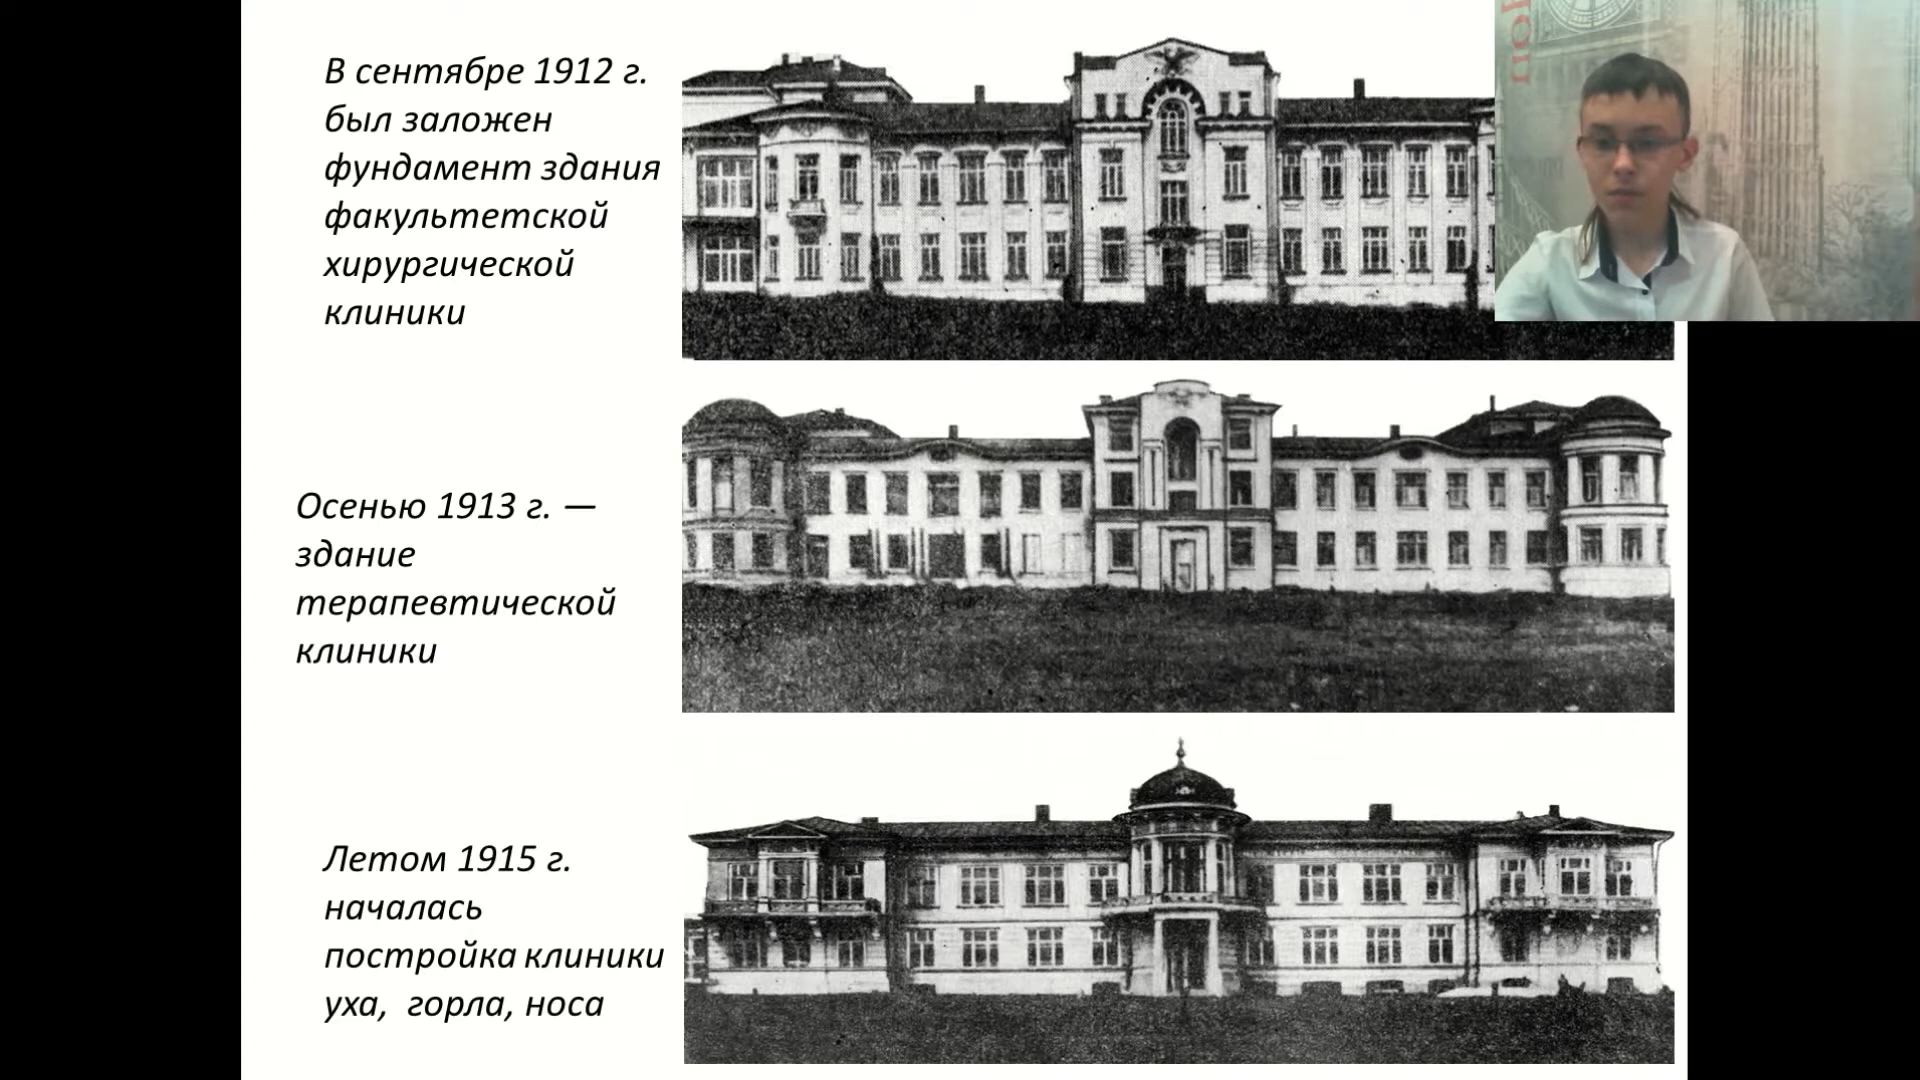 В сентябре 1912 г.
был заложен
фундамент здания
факультетской
хирургической
клиники
Осенью 1913 г. —
здание
терапевтической
клиники
Летом 1915 г.
началась
постройка клиники
уха, горла, носа